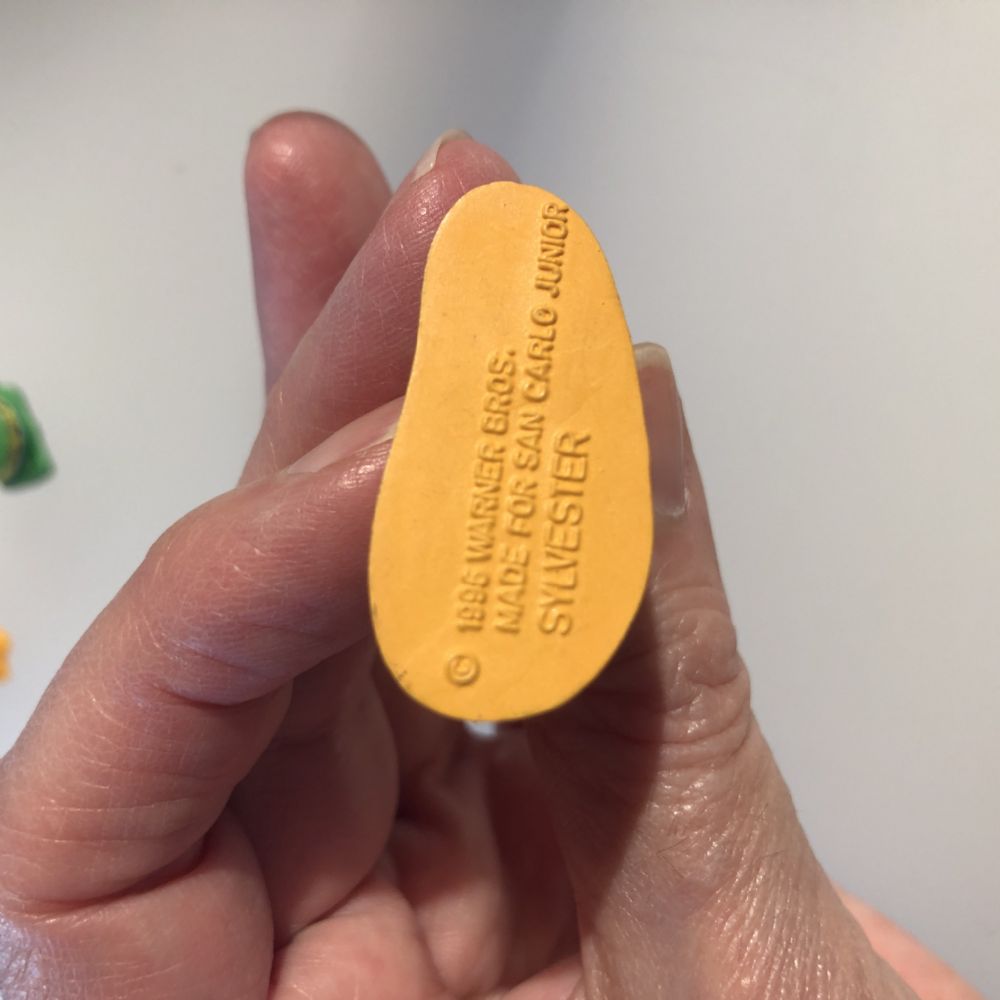 © 1995 WARNER BROS.
MADE FOR SAN CARLO JUNIOR
SYLVESTER